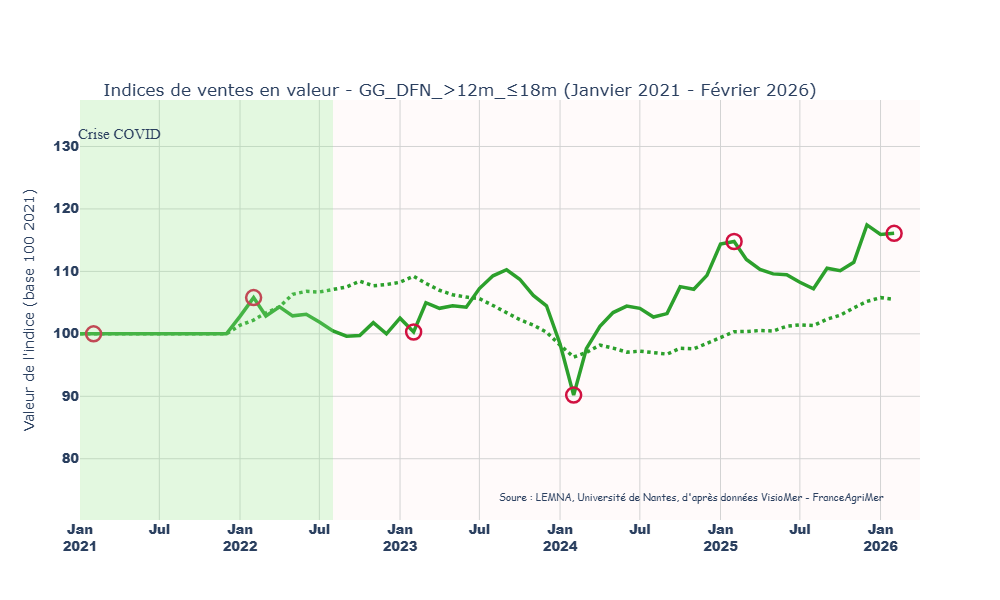 Indices de ventes en valeur - GG_DFN_>12m_≤18m (Janvier 2021 - Février 2026)
Crise COVID
130
120
110
100
90
80
Valeur de l'Indice (base 100 2021)
Soure : LEMNA, Université de Nantes, d'après données VisioMer - FranceAgriMer
Jan Jul Jan Jul Jan Jul Jan Jul Jan Jul Jan
2021 2022 2023 2024 2025 2026